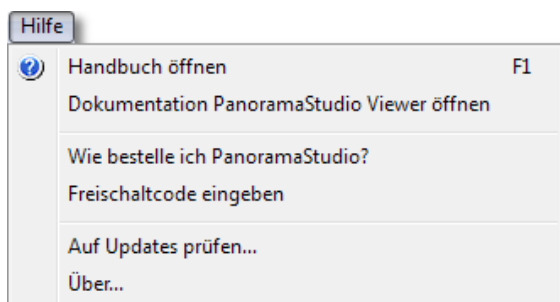 Hilfe
Handbuch öffnen F1
Dokumentation PanoramaStudio Viewer öffnen
Wie bestelle ich PanoramaStudio?
Freischaltcode eingeben
Auf Updates prüfen...
Über...